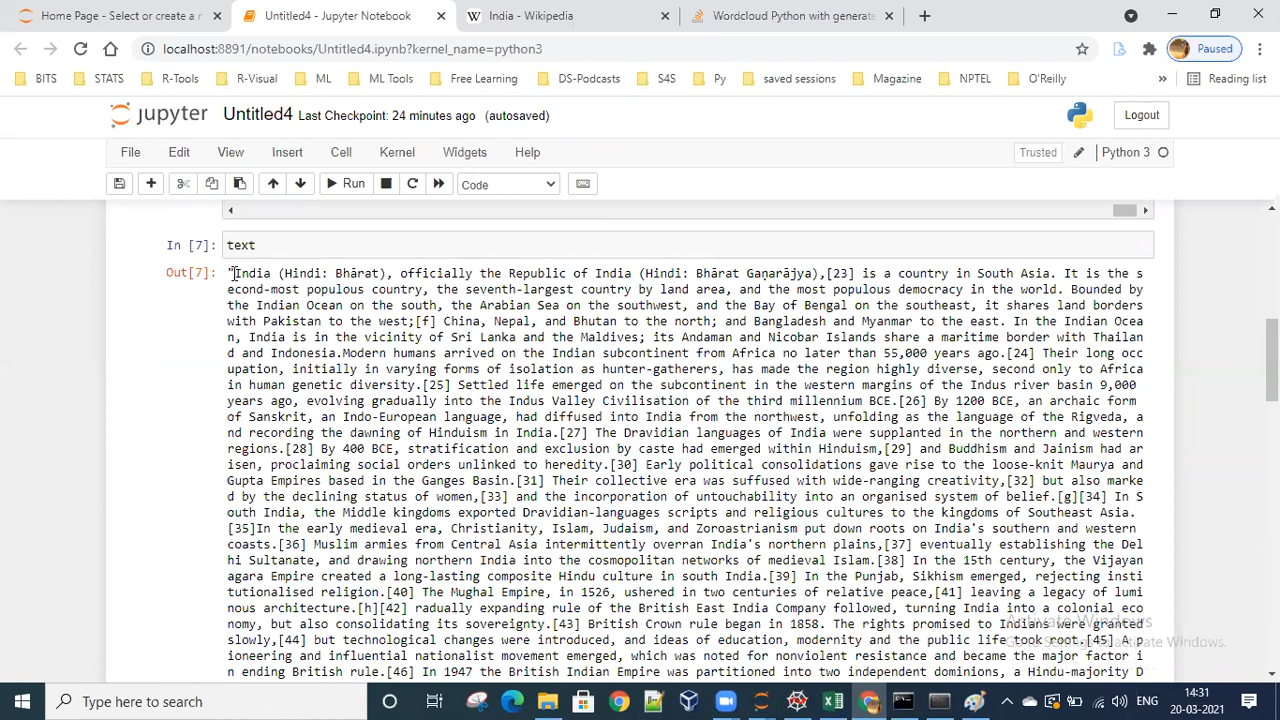 Home Page - Select or create a n
Untitled4 - Jupyter Notebook
India - Wikipedia
Wordcloud Python with generate
localhost:8891/notebooks/Untitled4.ipynb?kernel_name=python3
Paused
BITS
STATS
R-Tools
R-Visual
ML
ML Tools
Free Learning
DS-Podcasts
S4S
Py
saved sessions
Magazine
NPTEL
O'Reilly
»
Reading list
jupyter Untitled4 Last Checkpoint: 24 minutes ago (autosaved)
Logout
File Edit View Insert Cell Kernel Widgets Help
Trusted
Python 3
Run
Code
In [7]: text
Out[7]: "India (Hindi: Bhārat), officially the Republic of India (Hindi: Bhārat Gaṇarājya),[23] is a country in South Asia. It is the s
econd-most populous country, the seventh-largest country by land area, and the most populous democracy in the world. Bounded by
the Indian Ocean on the south, the Arabian Sea on the southwest, and the Bay of Bengal on the southeast, it shares land borders
with Pakistan to the west;[f] China, Nepal, and Bhutan to the north; and Bangladesh and Myanmar to the east. In the Indian Ocea
n, India is in the vicinity of Sri Lanka and the Maldives; its Andaman and Nicobar Islands share a maritime border with Thailan
d and Indonesia.Modern humans arrived on the Indian subcontinent from Africa no later than 55,000 years ago.[24] Their long occ
upation, initially in varying forms of isolation as hunter-gatherers, has made the region highly diverse, second only to Africa
in human genetic diversity.[25] Settled life emerged on the subcontinent in the western margins of the Indus river basin 9,000
years ago, evolving gradually into the Indus Valley Civilisation of the third millennium BCE.[26] By 1200 BCE, an archaic form
of Sanskrit, an Indo-European language, had diffused into India from the northwest, unfolding as the language of the Rigveda, a
nd recording the dawning of Hinduism in India.[27] The Dravidian languages of India were supplanted in the northern and western
regions.[28] By 400 BCE, stratification and exclusion by caste had emerged within Hinduism,[29] and Buddhism and Jainism had ar
isen, proclaiming social orders unlinked to heredity.[30] Early political consolidations gave rise to the loose-knit Maurya and
Gupta Empires based in the Ganges Basin.[31] Their collective era was suffused with wide-ranging creativity,[32] but also marke
d by the declining status of women,[33] and the incorporation of untouchability into an organised system of belief.[g][34] In S
outh India, the Middle kingdoms exported Dravidian-languages scripts and religious cultures to the kingdoms of Southeast Asia.
[35]In the early medieval era, Christianity, Islam, Judaism, and Zoroastrianism put down roots on India's southern and western
coasts.[36] Muslim armies from Central Asia intermittently overran India's northern plains,[37] eventually establishing the Del
hi Sultanate, and drawing northern India into the cosmopolitan networks of medieval Islam.[38] In the 15th century, the Vijayan
agara Empire created a long-lasting composite Hindu culture in south India.[39] In the Punjab, Sikhism emerged, rejecting insti
tutionalised religion.[40] The Mughal Empire, in 1526, ushered in two centuries of relative peace,[41] leaving a legacy of lumi
nous architecture.[h][42] radually expanding rule of the British East India Company followed, turning India into a colonial eco
nomy, but also consolidating its sovereignty.[43] British Crown rule began in 1858. The rights promised to Indians were granted
slowly,[44] but technological changes were introduced, and ideas of education, modernity and the public life took root.[45] A p
ioneering and influential nationalist movement emerged, which was noted for nonviolent resistance and became the major factor i
n ending British rule.[46] In 1947 the British Indian Empire was partitioned into two independent dominions, a Hindu-majority D
Activate Windows
Go to Settings to activate Windows.
Type here to search
ENG
14:31
20-03-2021